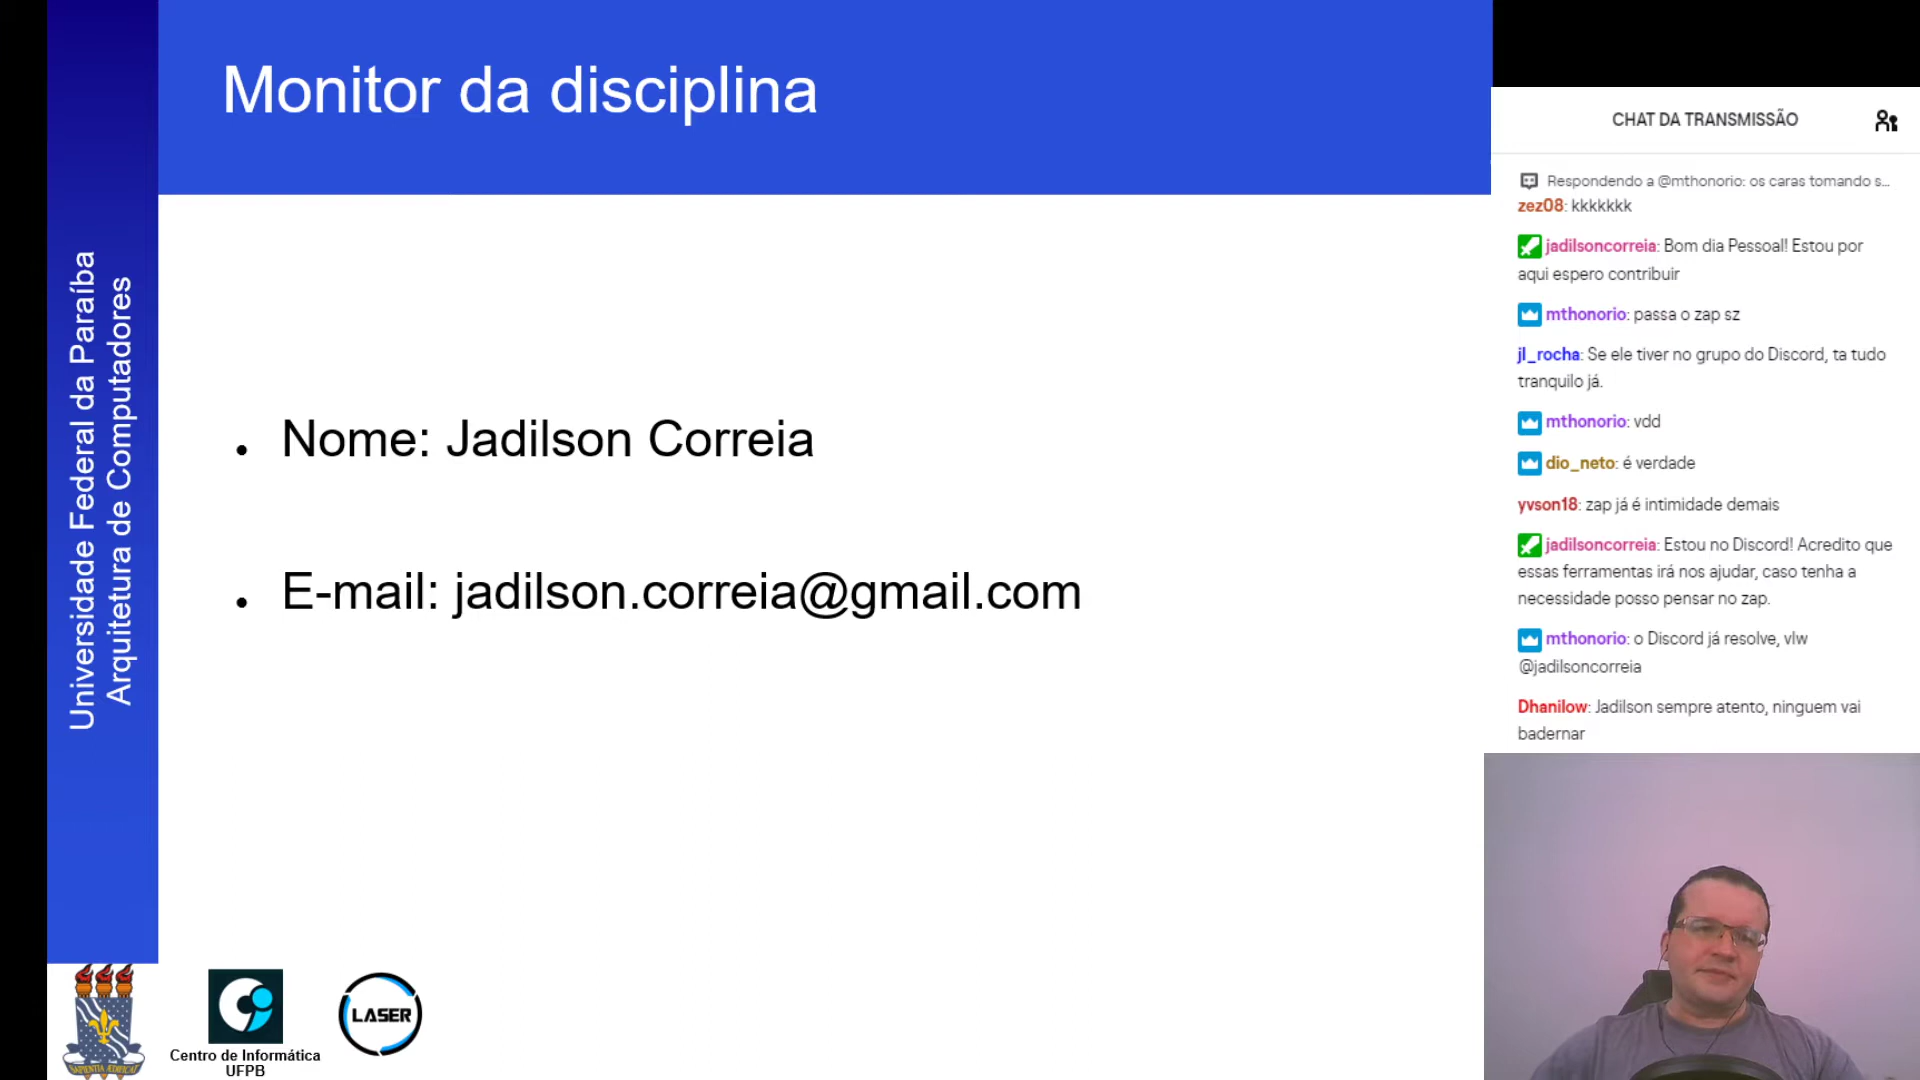 Monitor da disciplina
Universidade Federal da Paraíba
Arquitetura de Computadores
Nome: Jadilson Correia
E-mail: jadilson.correia@gmail.com
SAPIENTIA ÆDIFICAT
Centro de Informática
UFPB
LASER
CHAT DA TRANSMISSÃO
Respondendo a @mthonorio: os caras tomando s...
zez08: kkkkkkk
jadilsoncorreia: Bom dia Pessoal! Estou por
aqui espero contribuir
mthonorio: passa o zap sz
jl_rocha: Se ele tiver no grupo do Discord, ta tudo
tranquilo já.
mthonorio: vdd
dio_neto: é verdade
yvson18: zap já é intimidade demais
jadilsoncorreia: Estou no Discord! Acredito que
essas ferramentas irá nos ajudar, caso tenha a
necessidade posso pensar no zap.
mthonorio: o Discord já resolve, vlw
@jadilsoncorreia
Dhanilow: Jadilson sempre atento, ninguem vai
badernar